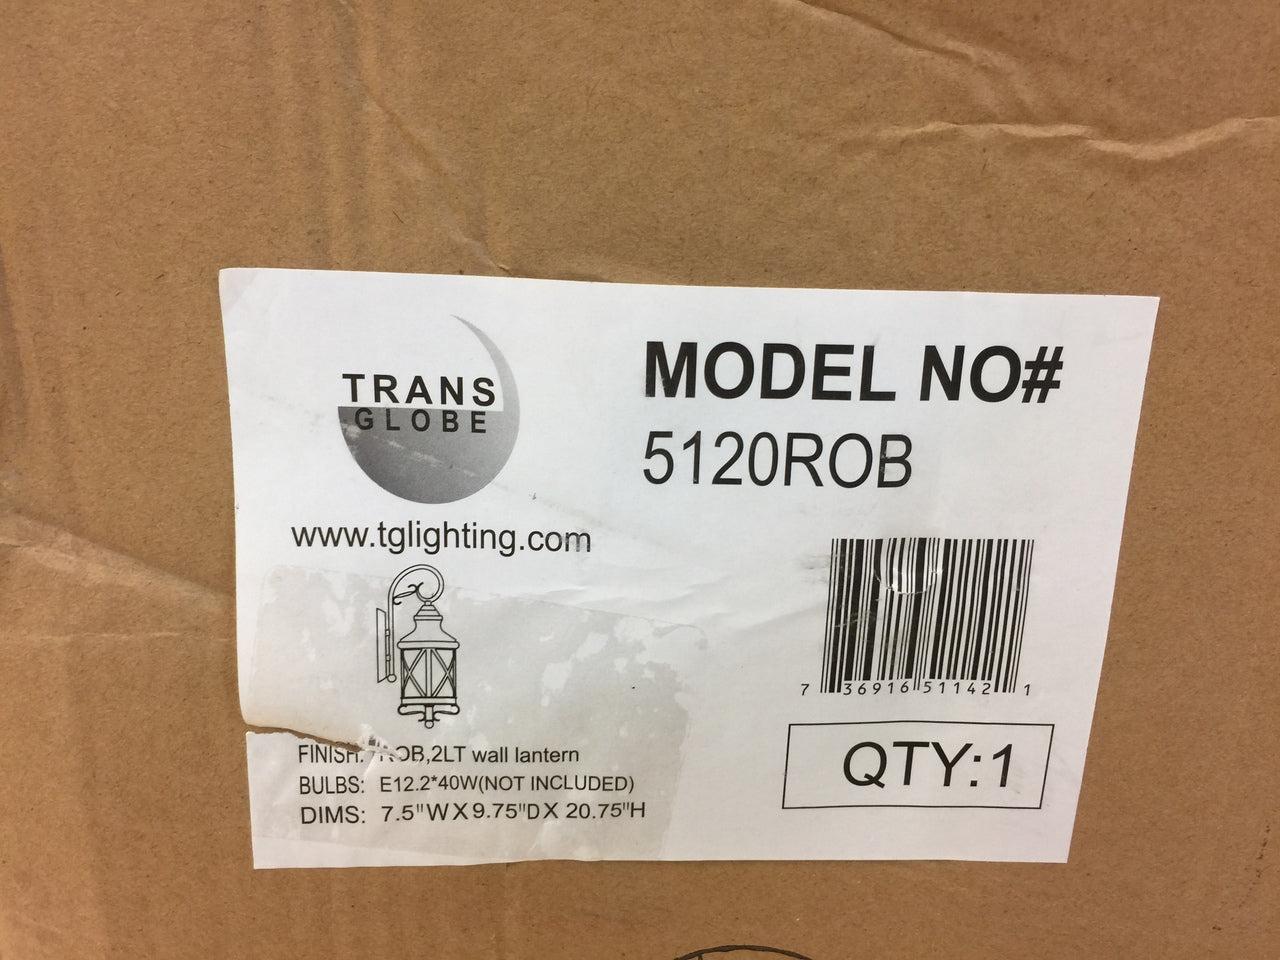 TRANS
GLOBE
www.tglighting.com
MODEL NO#
5120ROB
7 36916 51142 1
FINISH: ROB,2LT wall lantern
BULBS: E12.2*40W(NOT INCLUDED)
DIMS: 7.5"W X 9.75"D X 20.75"H
QTY:1